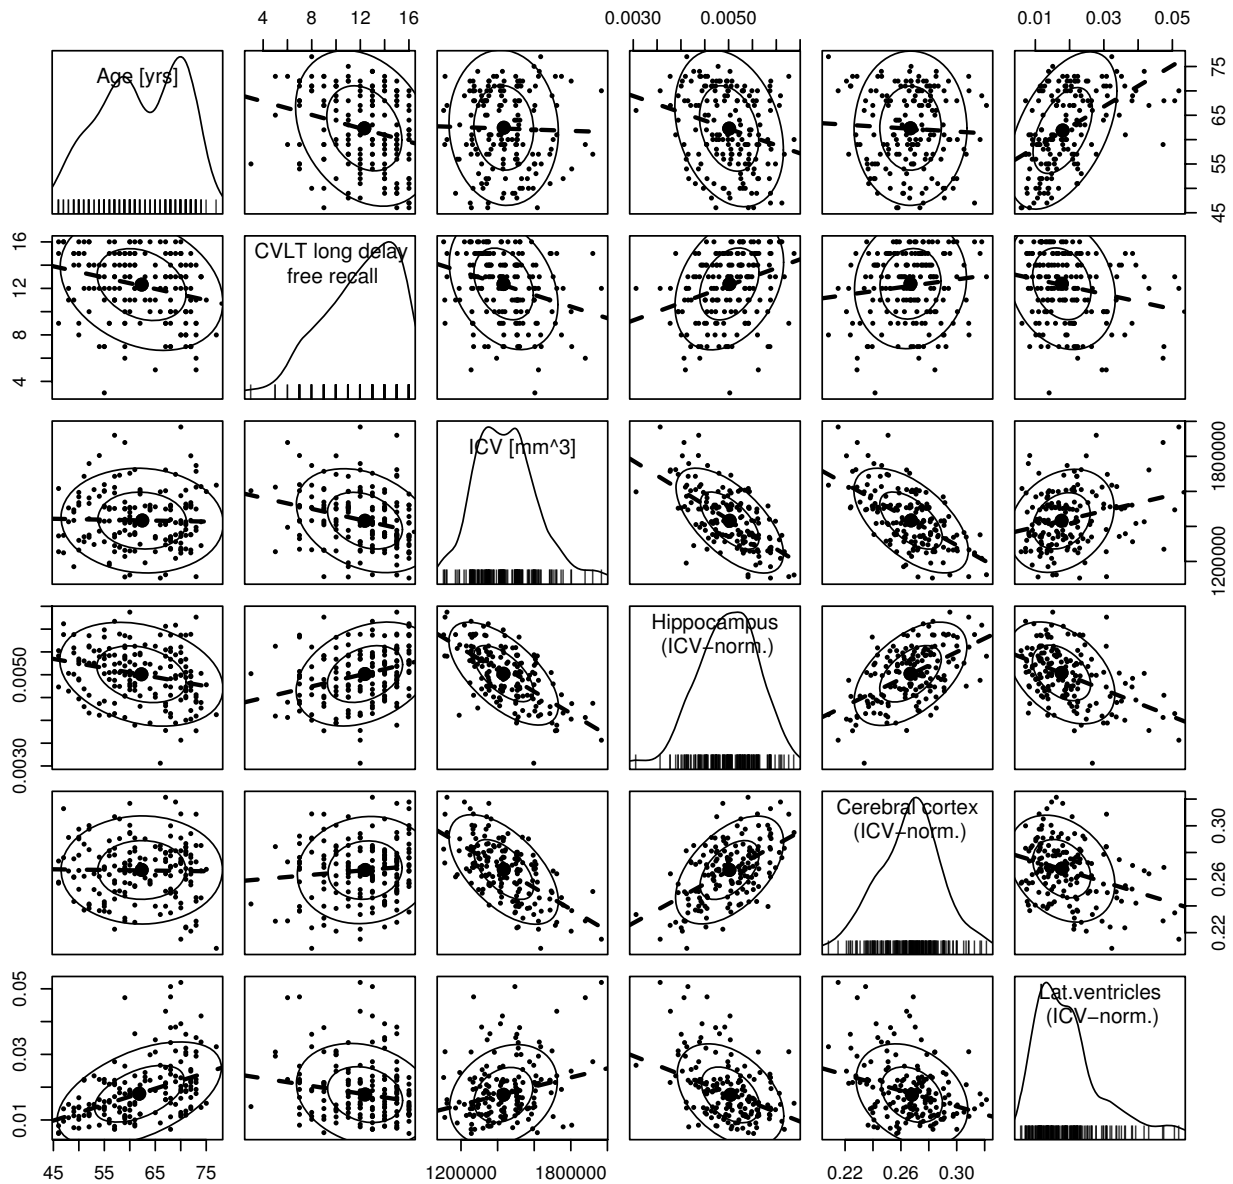 4 8 12 16 0.0030 0.0050 0.01 0.03 0.05
Age [yrs]
75
65
55
45
16
12
8
4
CVLT long delay
free recall
ICV [mm^3]
1800000
1200000
0.0050
0.0030
Hippocampus
(ICV−norm.)
Cerebral cortex
(ICV−norm.)
0.30
0.26
0.22
0.05
0.03
0.01
Lat.ventricles
(ICV−norm.)
45 55 65 75 1200000 1800000 0.22 0.26 0.30